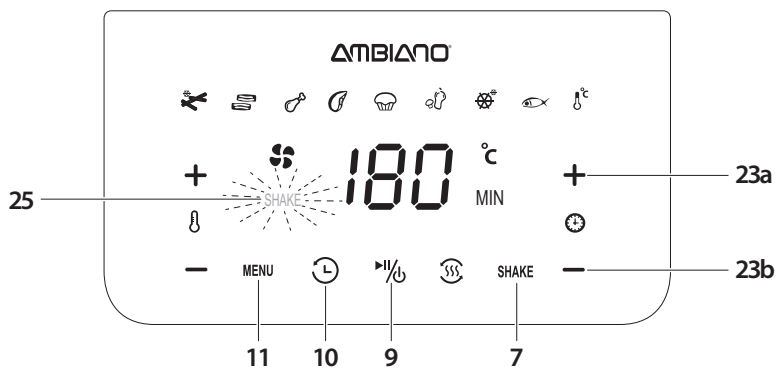 AMBIANO
°C
180
°C
23a
25
SHAKE
MIN
MENU
SHAKE
23b
11
10
9
7